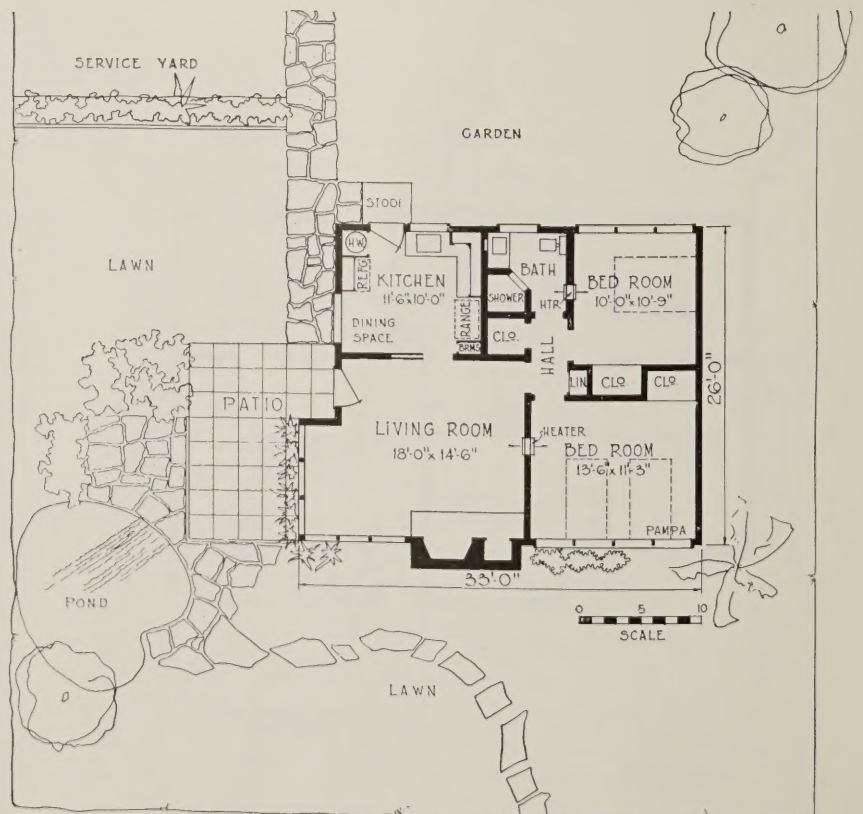 SERVICE YARD
GARDEN
STOOP
LAWN
HW
REFG
KITCHEN
11'-6"x10'-0"
DINING
SPACE
RANGE
BRMS
BATH
SHOWER
HTR.
CLO.
HALL
BED ROOM
10'-0"x10'-9"
LIN
CLO.
CLO.
26'-0"
PATIO
LIVING ROOM
18'-0"x 14'-6"
HEATER
BED ROOM
13'-6"x11'-3"
PAMPA
33'-0"
POND
0 5 10
SCALE
LAWN